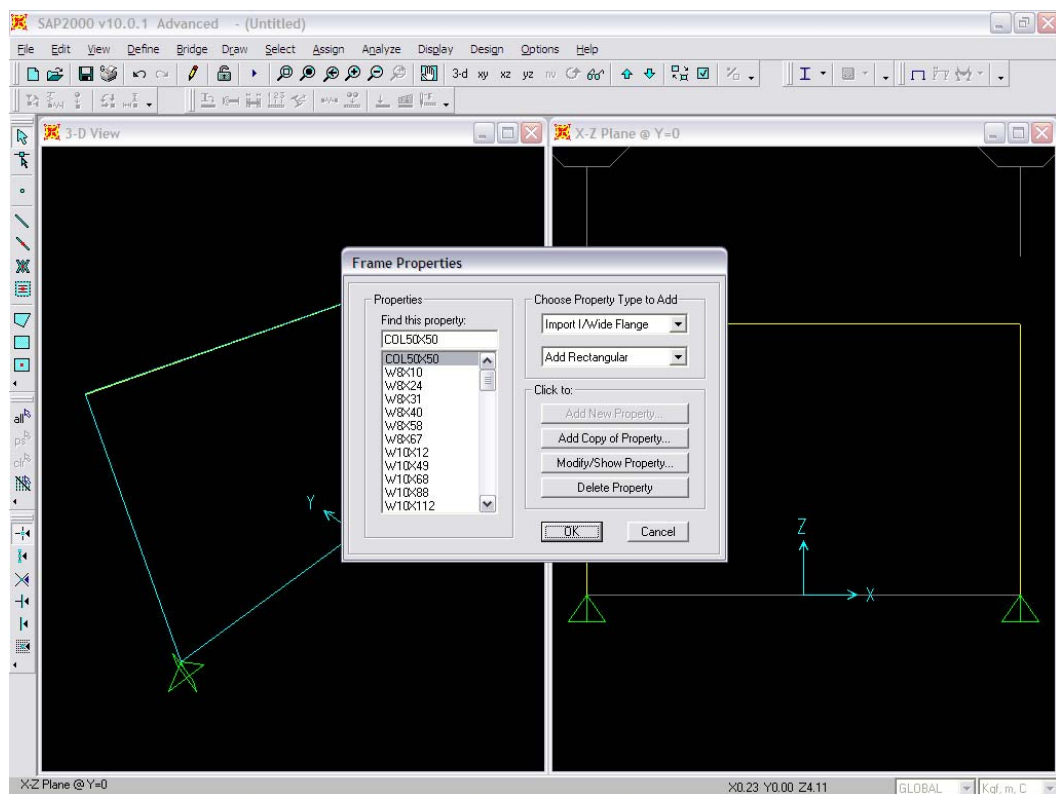 SAP2000 v10.0.1 Advanced - (Untitled)
File Edit View Define Bridge Draw Select Assign Analyze Display Design Options Help
3-d xy xz yz nv
3-D View
X-Z Plane @ Y=0
all
ps
clr
Y
Z
X
Frame Properties
Properties
Find this property:
COL50X50
COL50X50
W8X10
W8X24
W8X31
W8X40
W8X58
W8X67
W10X12
W10X49
W10X68
W10X88
W10X112
Choose Property Type to Add
Import I/Wide Flange
Add Rectangular
Click to:
Add New Property...
Add Copy of Property...
Modify/Show Property...
Delete Property
OK Cancel
X-Z Plane @ Y=0
X0.23 Y0.00 Z4.11
GLOBAL
Kgf, m, C